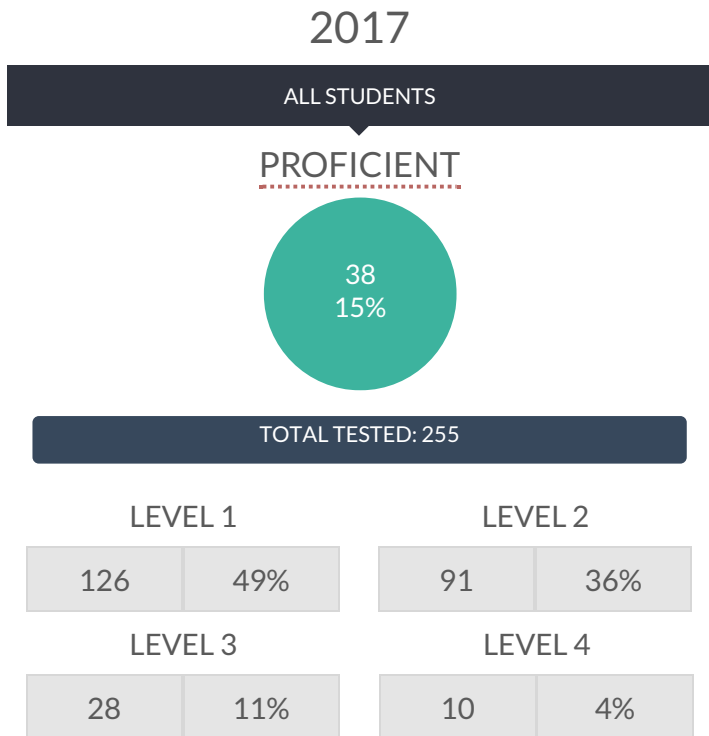 2017
ALL STUDENTS
PROFICIENT
38
15%
TOTAL TESTED: 255
LEVEL 1
126 49%
LEVEL 2
91 36%
LEVEL 3
28 11%
LEVEL 4
10 4%